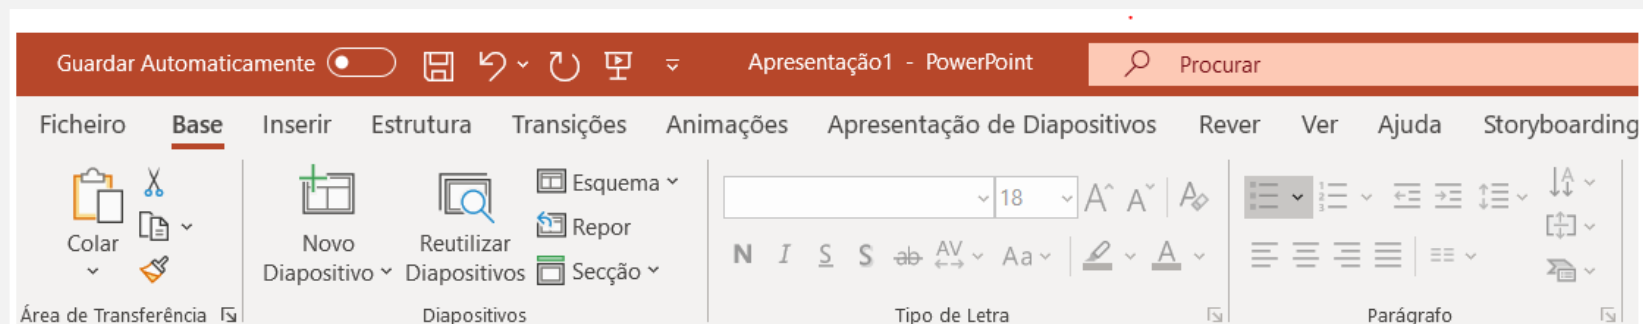 Guardar Automaticamente Apresentação1 - PowerPoint Procurar
Ficheiro Base Inserir Estrutura Transições Animações Apresentação de Diapositivos Rever Ver Ajuda Storyboarding
Colar
Novo Diapositivo
Reutilizar Diapositivos
Esquema
Repor
Secção
18 A A A
N I S S ab AV Aa A
Área de Transferência Diapositivos Tipo de Letra Parágrafo